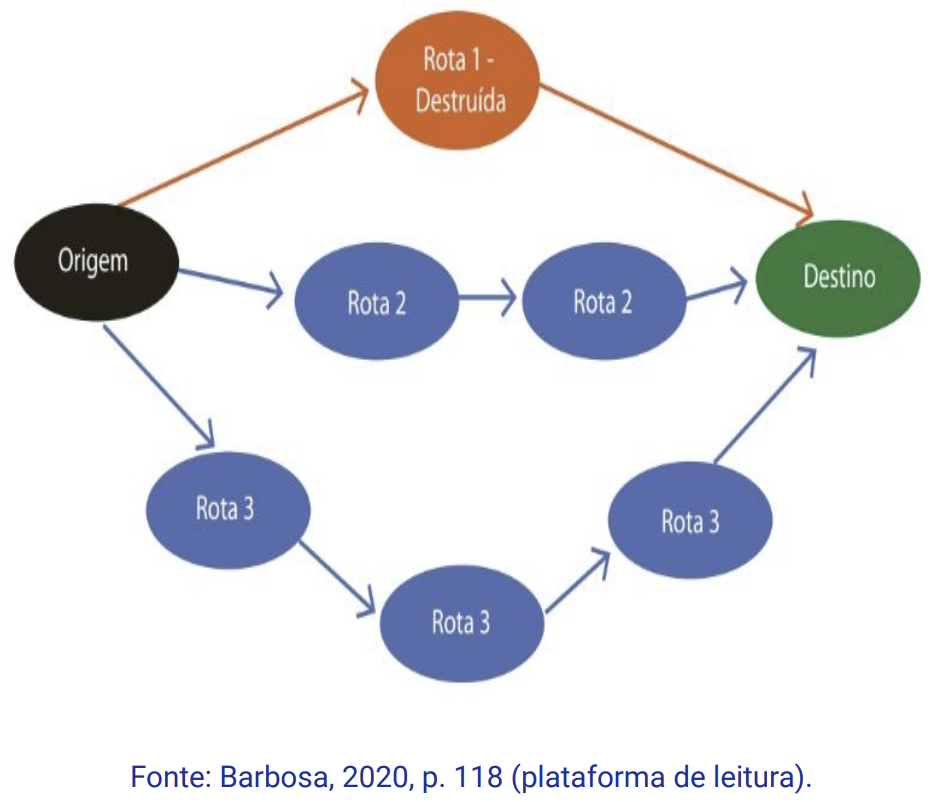 Rota 1 -
Destruída
Origem
Rota 2
Rota 2
Destino
Rota 3
Rota 3
Rota 3
Fonte: Barbosa, 2020, p. 118 (plataforma de leitura).